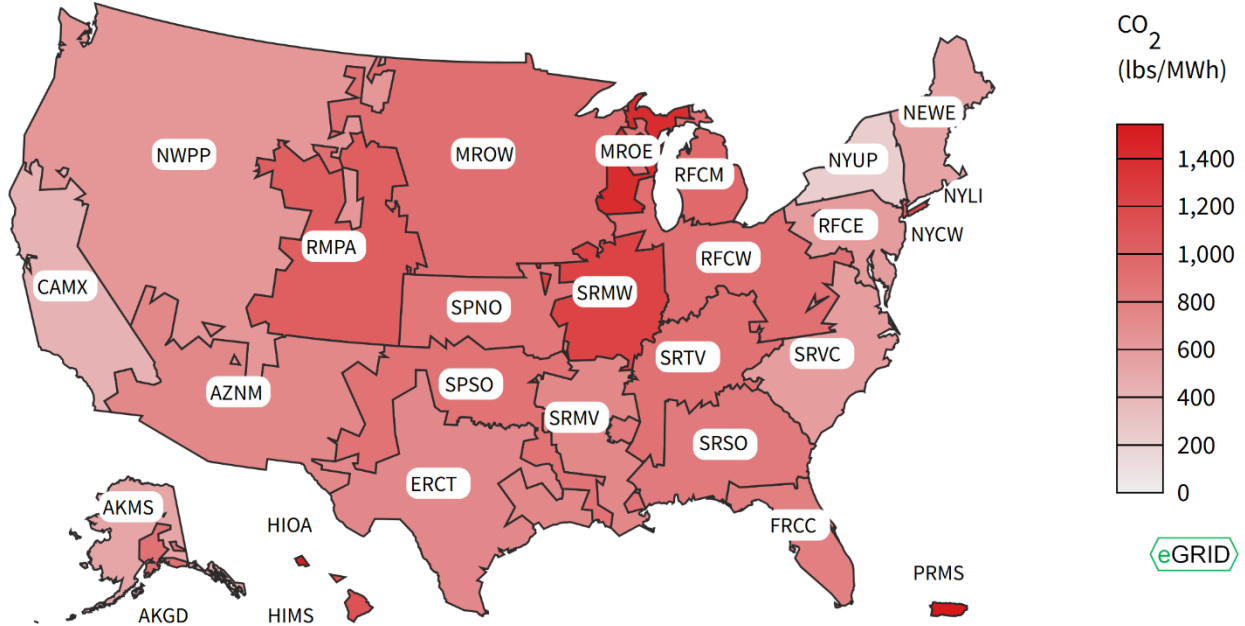 CO2
(lbs/MWh)
NEWE
NWPP
MROW
MROE
RFCM
NYUP
1,400
NYLI
1,200
RFCE
NYCW
RMPA
RFCW
1,000
CAMX
SRMW
SPNO
800
SRTV
SRVC
600
AZNM
SPSO
SRMV
400
SRSO
200
ERCT
0
AKMS
HIOA
FRCC
eGRID
PRMS
AKGD
HIMS